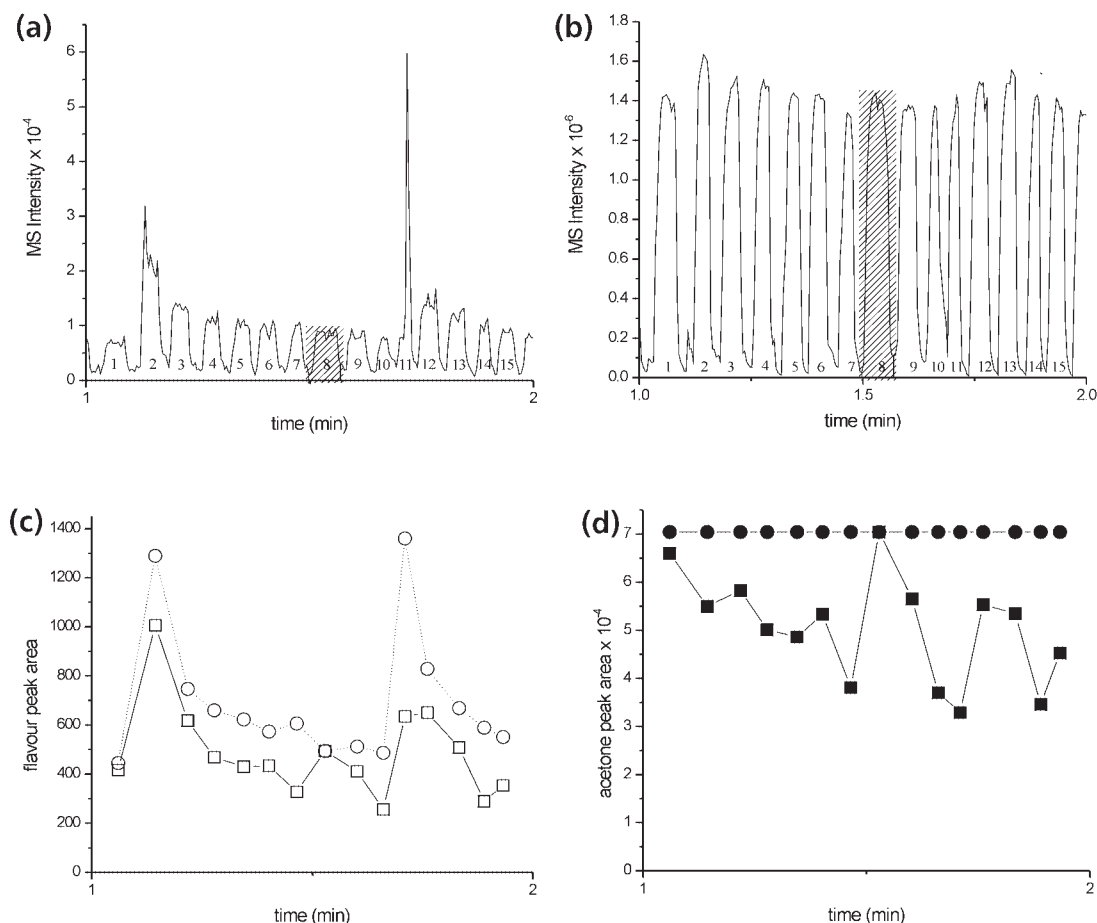 (a)
MS Intensity x 10-4
6
5
4
3
2
1
0
1 2 3 4 5 6 7 8 9 10 11 12 13 14 15
1 2
time (min)
(b)
MS Intensity x 10-6
1.8
1.6
1.4
1.2
1.0
0.8
0.6
0.4
0.2
0.0
1 2 3 4 5 6 7 8 9 10 11 12 13 14 15
1.0 1.5 2.0
time (min)
(c)
flavour peak area
1400
1200
1000
800
600
400
200
0
1 2
time (min)
(d)
acetone peak area x 10-4
7
6
5
4
3
2
1
0
1 2
time (min)